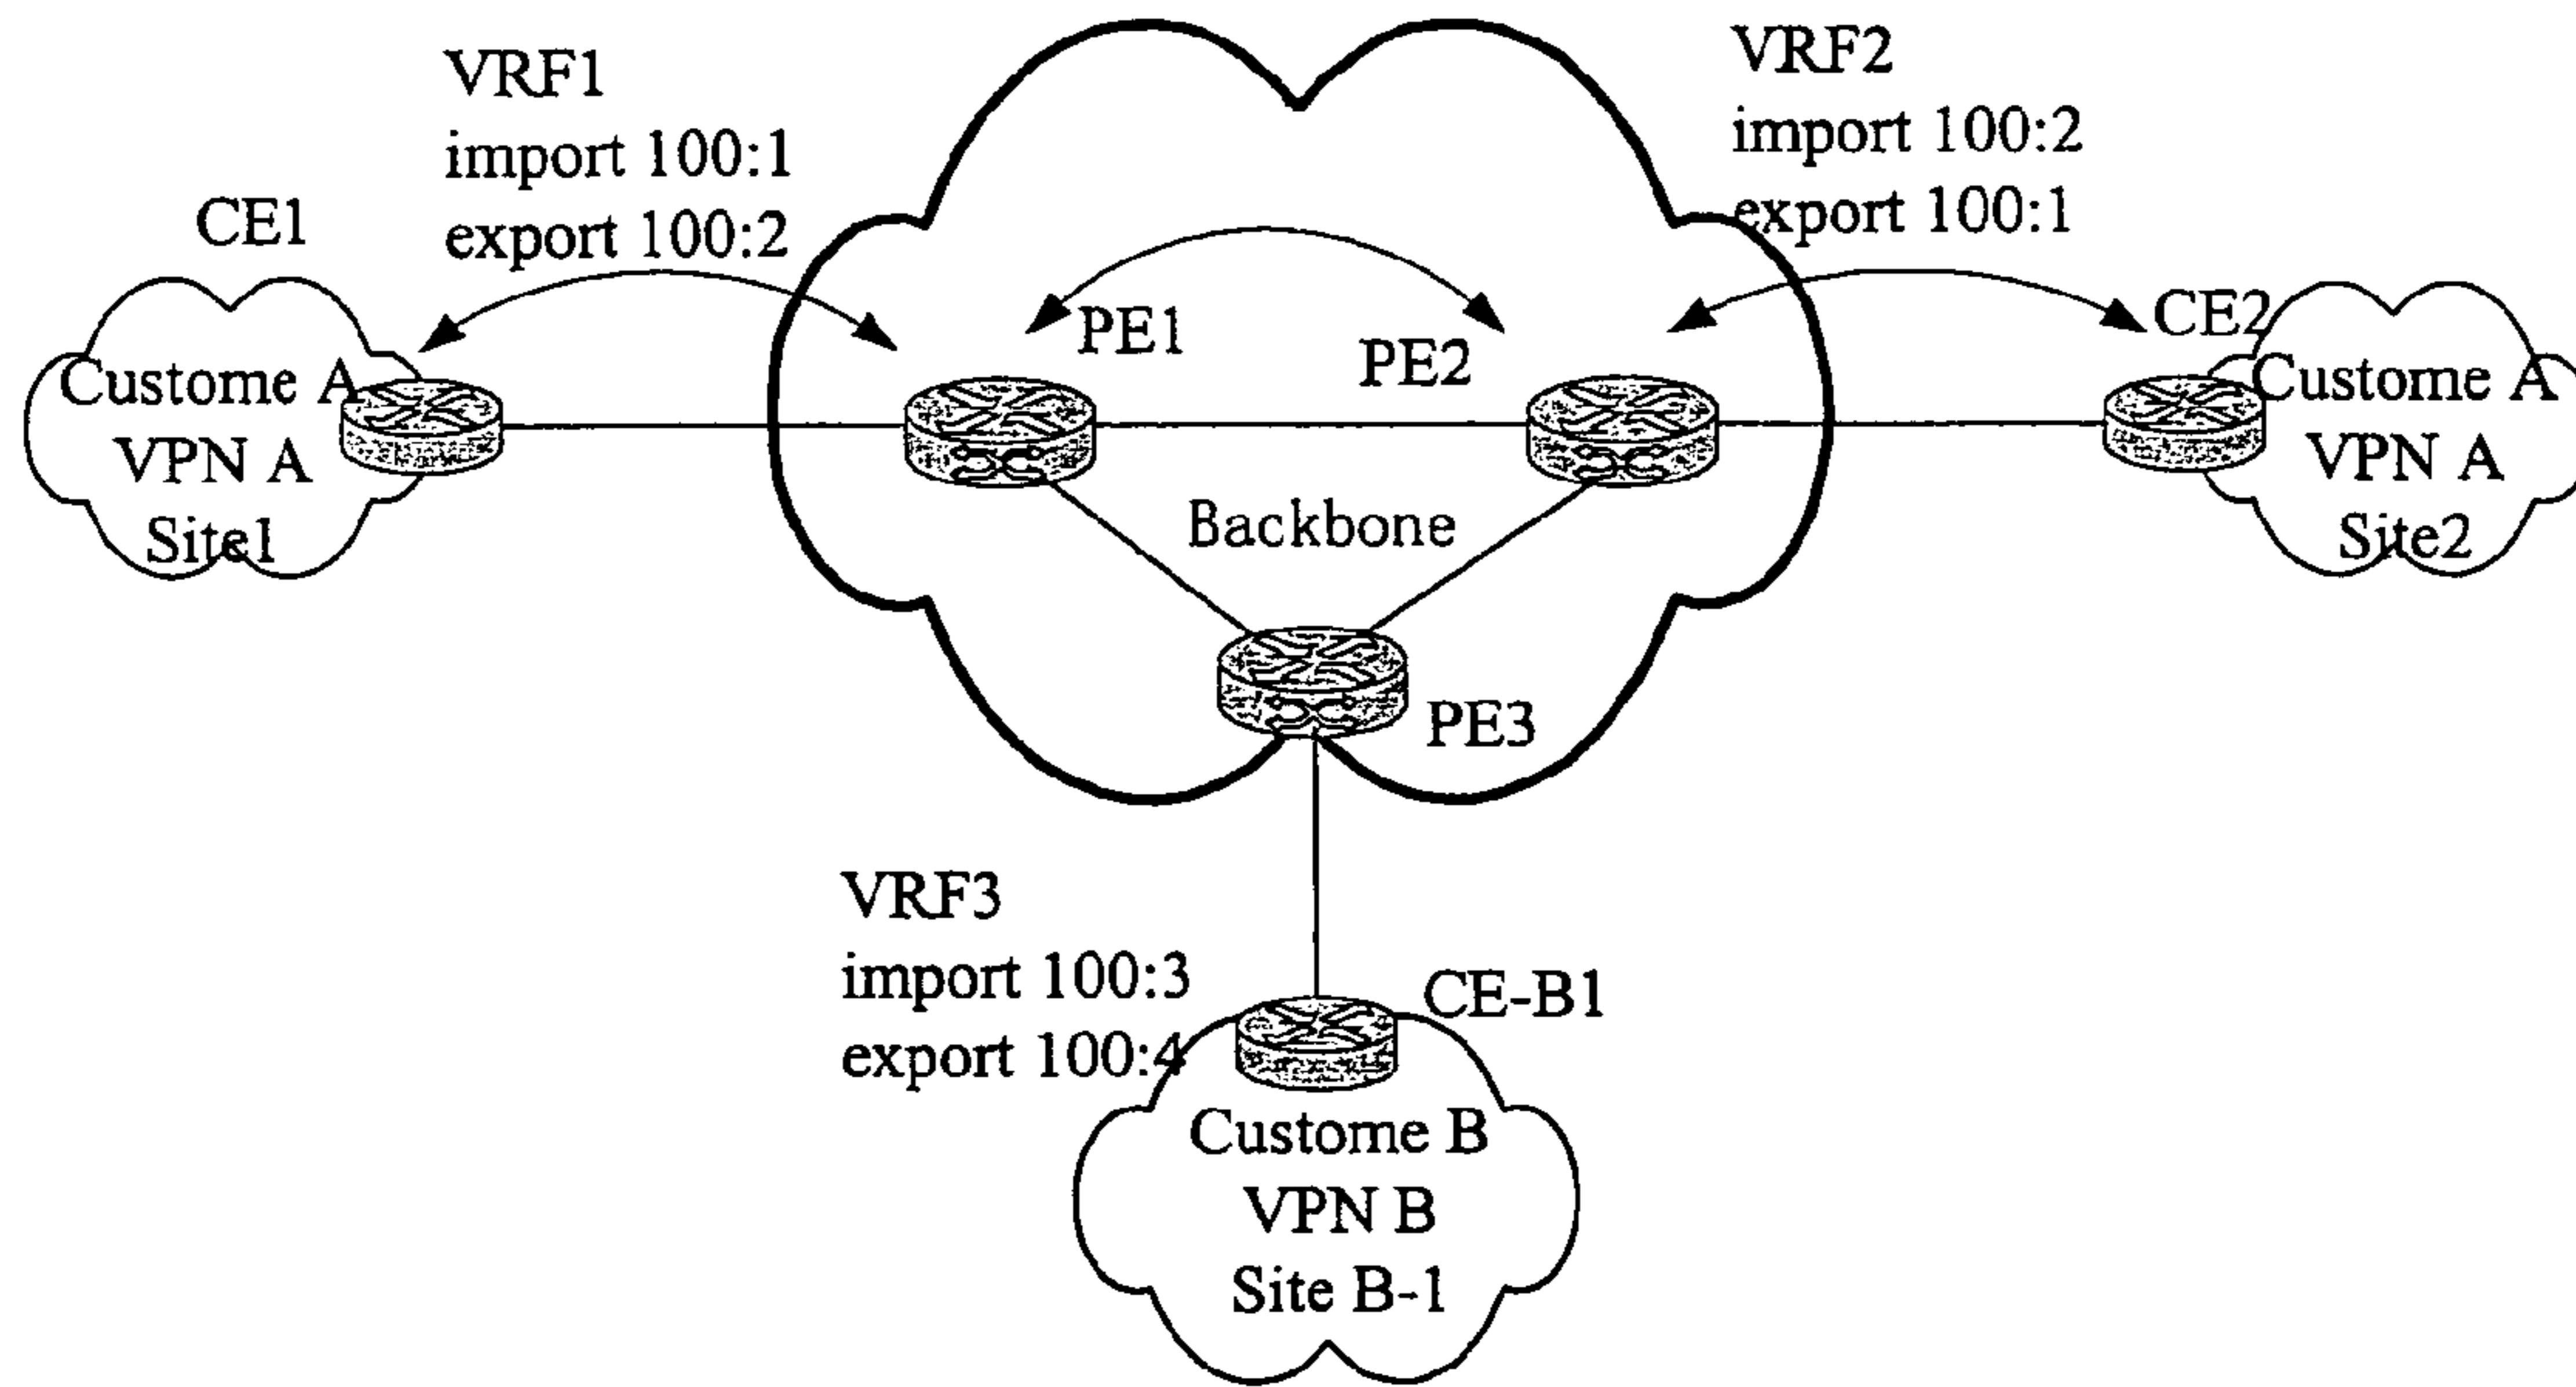 VRF1
import 100:1
export 100:2
VRF2
import 100:2
export 100:1
CE1
PE1
PE2
CE2
Custome A
VPN A
Site1
Custome A
VPN A
Site2
Backbone
PE3
VRF3
import 100:3
export 100:4
CE-B1
Custome B
VPN B
Site B-1